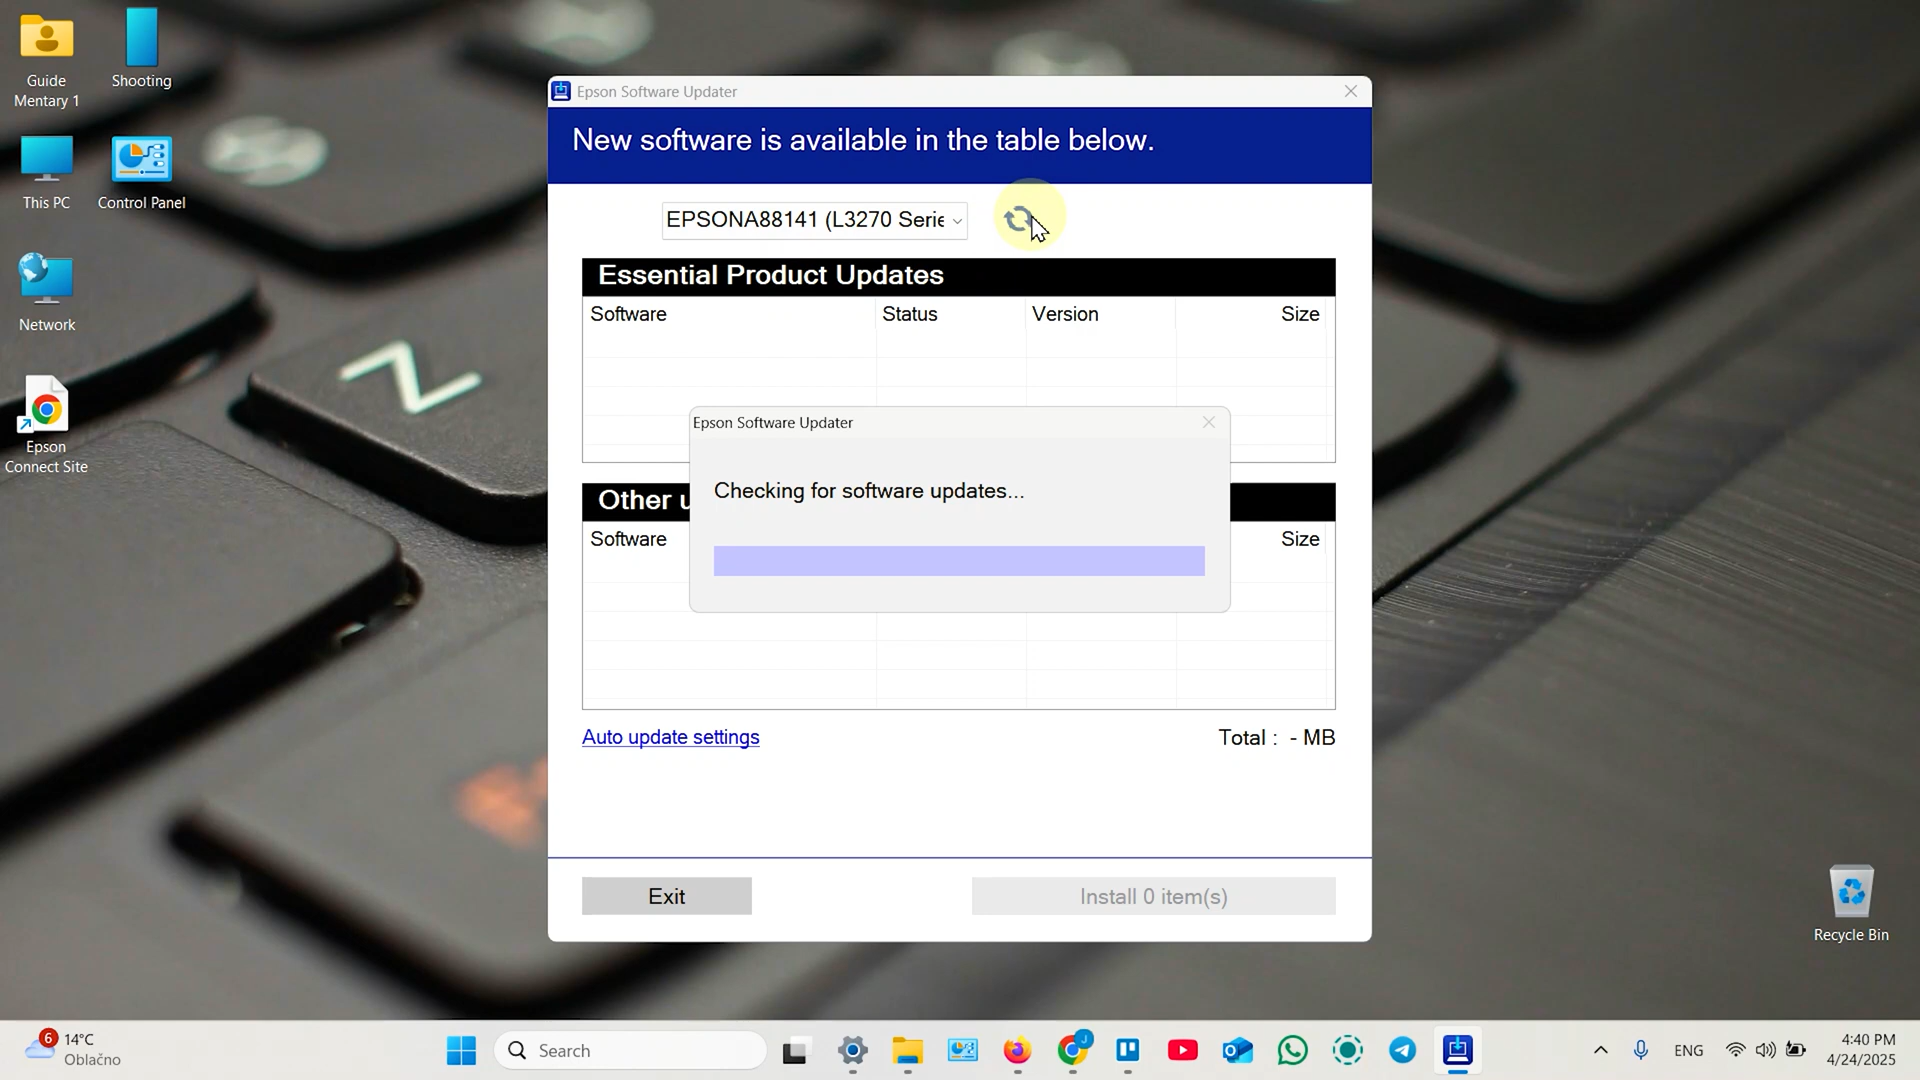 Guide
Mentary 1
Shooting
This PC
Control Panel
Network
Epson
Connect Site
Epson Software Updater
New software is available in the table below.
EPSONA88141 (L3270 Serie
Essential Product Updates
Software Status Version Size
Epson Software Updater
Checking for software updates...
Other u
Software Size
Auto update settings
Total : - MB
Exit
Install 0 item(s)
Recycle Bin
6
14°C
Oblačno
Search
J
ENG
4:40 PM
4/24/2025
Z